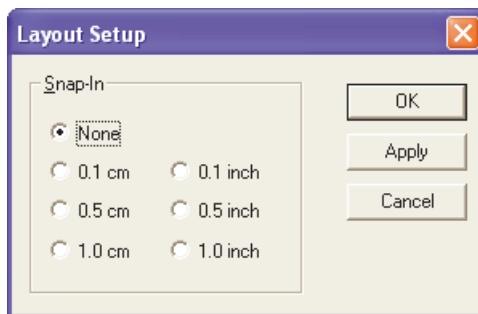 Layout Setup
Snap-In
None
0.1 cm 0.1 inch
0.5 cm 0.5 inch
1.0 cm 1.0 inch
OK
Apply
Cancel